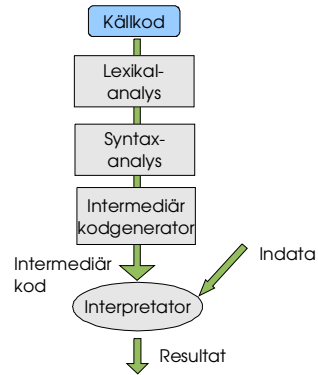 Källkod
Lexikal-
analys
Syntax-
analys
Intermediär
kodgenerator
Intermediär
kod
Indata
Interpretator
Resultat